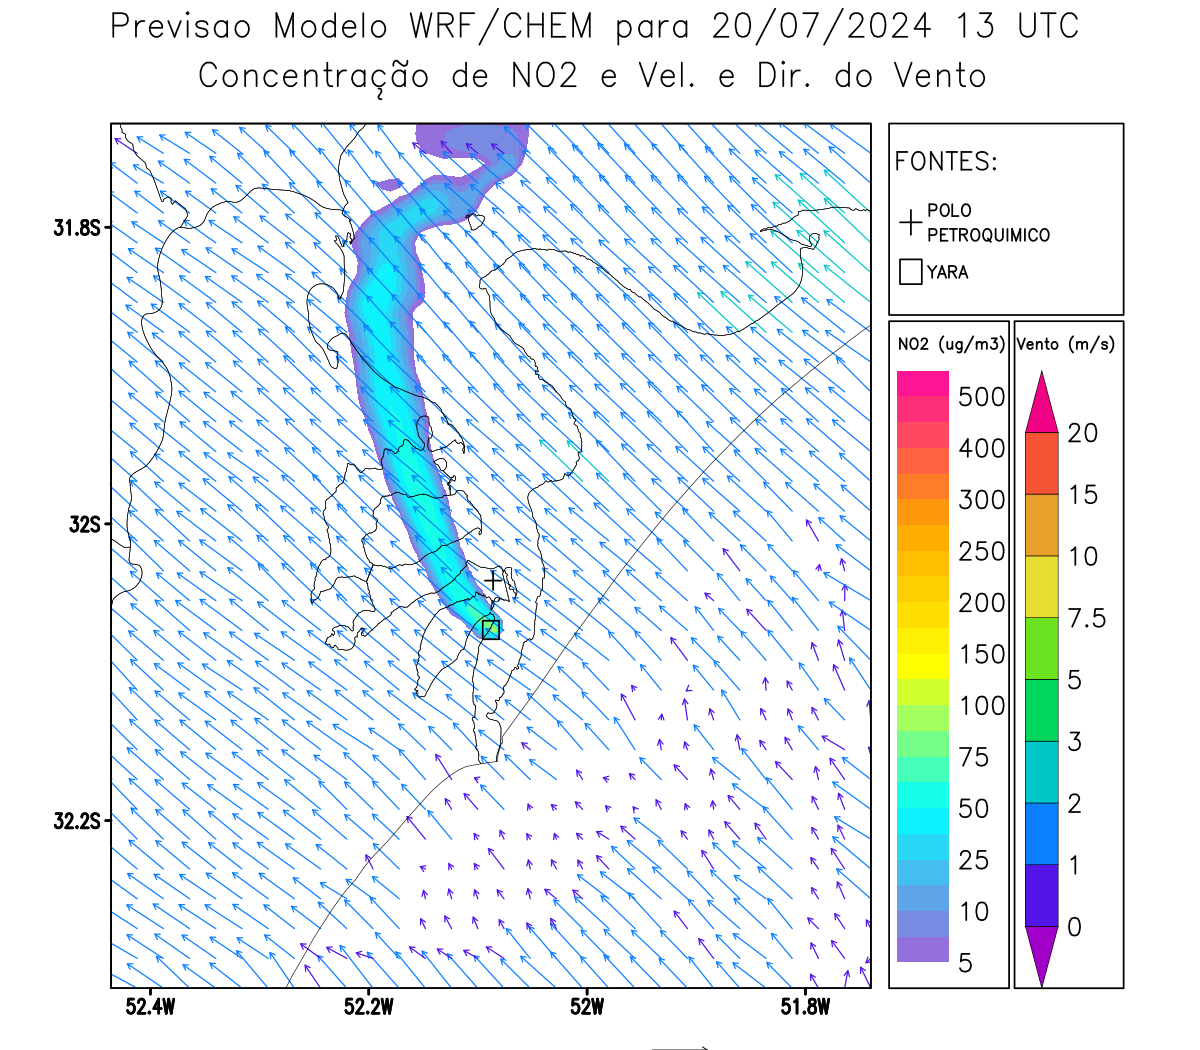 Previsao Modelo WRF/CHEM para 20/07/2024 13 UTC
Concentração de NO2 e Vel. e Dir. do Vento
FONTES:
POLO
PETROQUIMICO
YARA
NO2 (ug/m3)
500
400
300
250
200
150
100
75
50
25
10
5
Vento (m/s)
20
15
10
7.5
5
3
2
1
0
31.8S
32S
32.2S
52.4W
52.2W
52W
51.8W